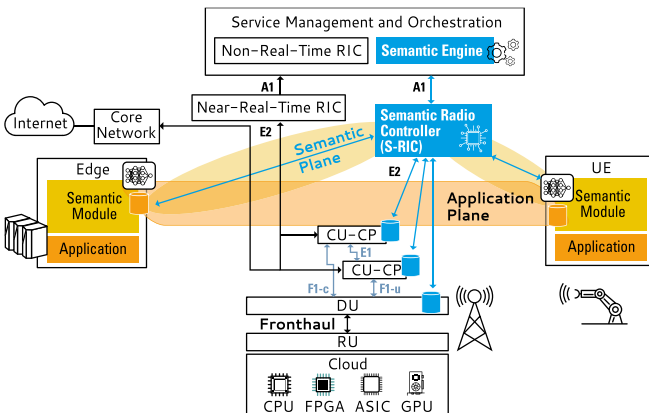 Service Management and Orchestration
Non-Real-Time RIC
Semantic Engine
A1
A1
Near-Real-Time RIC
Semantic Radio
Controller
(S-RIC)
Internet
Core
Network
E2
Semantic
Plane
E2
Edge
Semantic
Module
Application
Application
Plane
UE
Semantic
Module
Application
CU-CP
E1
CU-CP
F1-c
F1-u
DU
Fronthaul
RU
Cloud
CPU
FPGA
ASIC
GPU